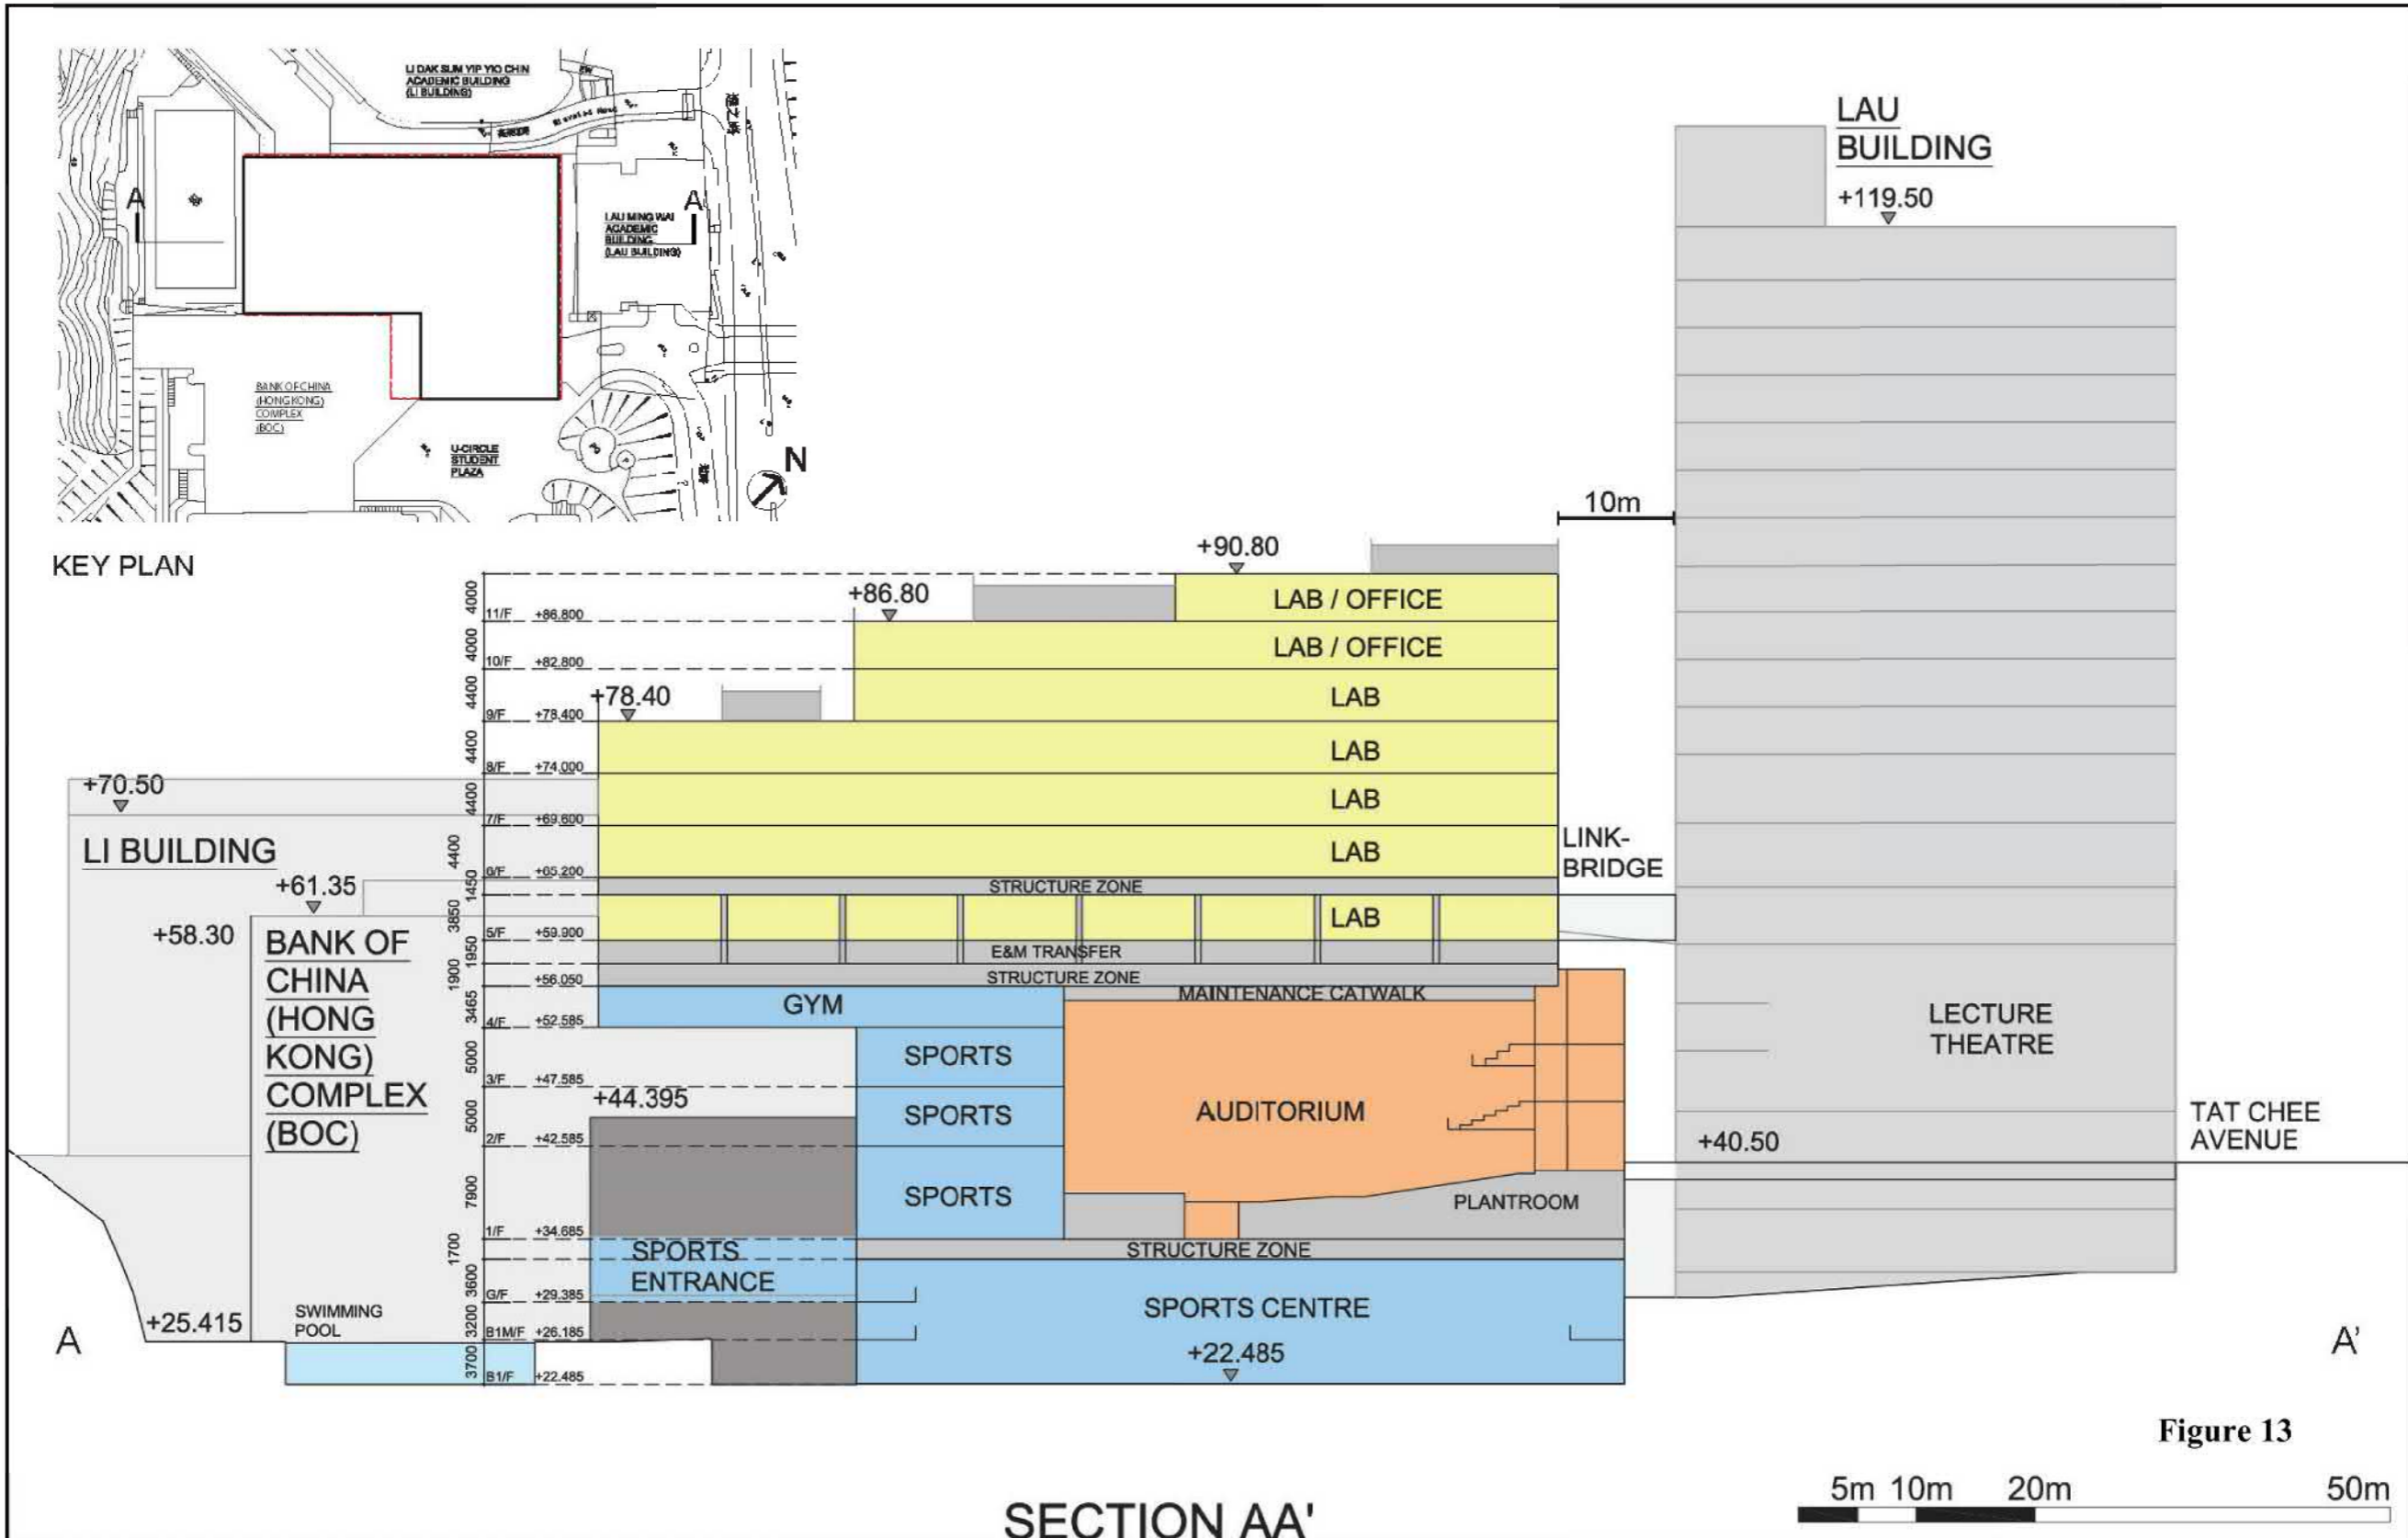 LI DAK SUM YIP YIO CHIN
ACADEMIC BUILDING
(LI BUILDING)
Elevated Road
A
A
LAU MING WAI
ACADEMIC
BUILDING
(LAU BUILDING)
BANK OF CHINA
(HONG KONG)
COMPLEX
(BOC)
U-CIRCLE
STUDENT
PLAZA
N
KEY PLAN
LAU
BUILDING
+119.50
10m
+90.80
+86.80
+78.40
4000
11/F +86.800
LAB / OFFICE
4000
10/F +82.800
LAB / OFFICE
4400
9/F +78.400
LAB
4400
8/F +74.000
LAB
4400
7/F +69.600
LAB
4400
6/F +65.200
LAB
1450
STRUCTURE ZONE
3850
5/F +59.900
LAB
1950
E&M TRANSFER
1900
+56.050
STRUCTURE ZONE
3465
4/F +52.585
GYM
MAINTENANCE CATWALK
5000
3/F +47.585
SPORTS
5000
2/F +42.585
SPORTS
7900
1/F +34.685
SPORTS
AUDITORIUM
PLANTROOM
1700
STRUCTURE ZONE
3600
G/F +29.385
3200
B1M/F +26.185
3700
B1/F +22.485
SPORTS
ENTRANCE
SPORTS CENTRE
+22.485
+44.395
+70.50
LI BUILDING
+61.35
+58.30
BANK OF
CHINA
(HONG
KONG)
COMPLEX
(BOC)
+25.415
SWIMMING
POOL
LINK-
BRIDGE
LECTURE
THEATRE
+40.50
TAT CHEE
AVENUE
A
A'
Figure 13
SECTION AA'
5m 10m 20m 50m